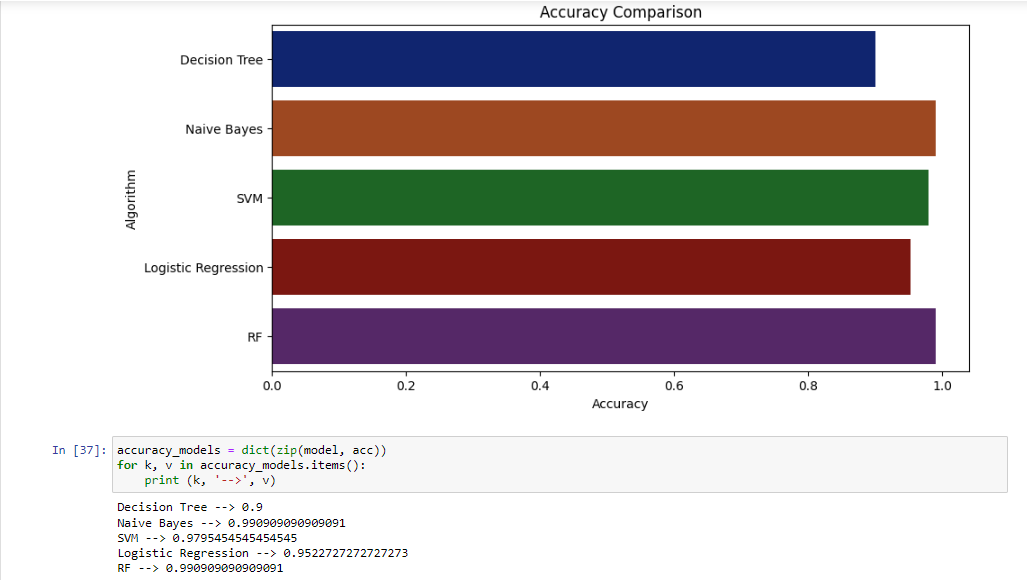 Accuracy Comparison
Decision Tree
Naive Bayes
SVM
Logistic Regression
RF
Algorithm
0.0 0.2 0.4 0.6 0.8 1.0
Accuracy
In [37]: accuracy_models = dict(zip(model, acc))
for k, v in accuracy_models.items():
    print (k, '-->', v)
Decision Tree --> 0.9
Naive Bayes --> 0.990909090909091
SVM --> 0.9795454545454545
Logistic Regression --> 0.9522727272727273
RF --> 0.990909090909091